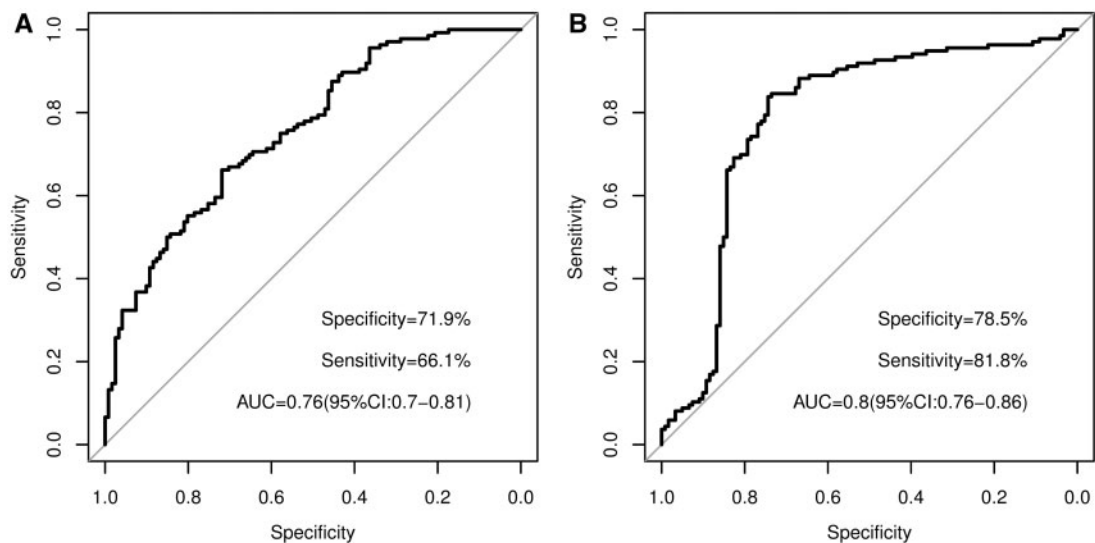 A
Sensitivity
1.0
0.8
0.6
0.4
0.2
0.0
Specificity=71.9%
Sensitivity=66.1%
AUC=0.76(95%CI:0.7−0.81)
1.0 0.8 0.6 0.4 0.2 0.0
Specificity
B
Sensitivity
1.0
0.8
0.6
0.4
0.2
0.0
Specificity=78.5%
Sensitivity=81.8%
AUC=0.8(95%CI:0.76−0.86)
1.0 0.8 0.6 0.4 0.2 0.0
Specificity